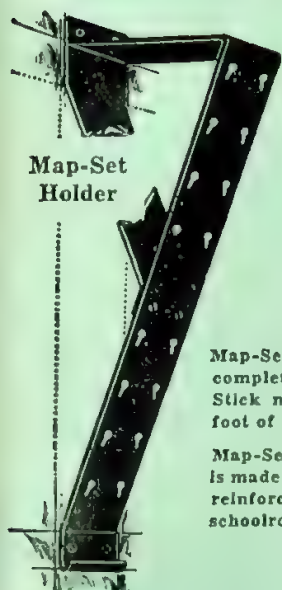 Map-Set
Holder
Map-Se
complet
Stick m
foot of
Map-Se
is made
reinforc
schoolro